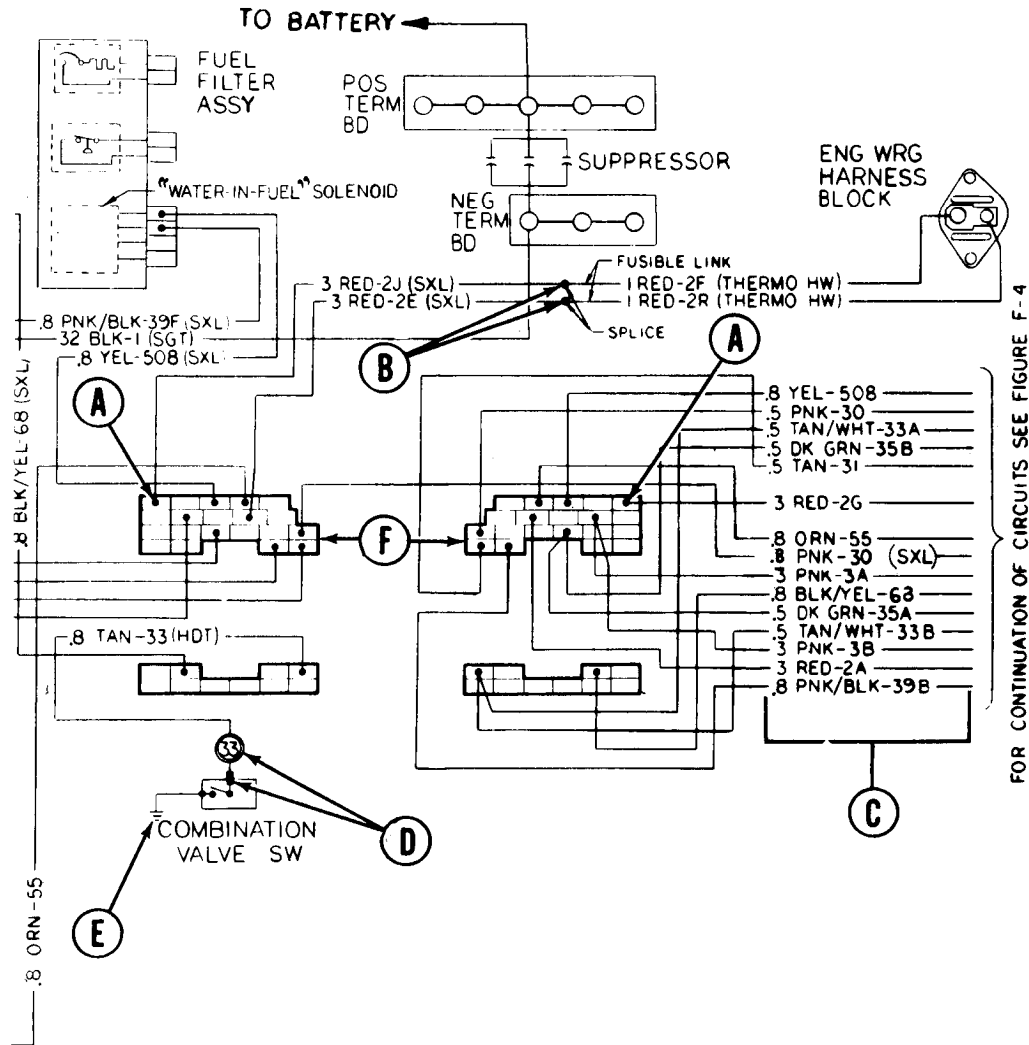 TO BATTERY
FUEL
FILTER
ASSY
POS
TERM
BD
SUPPRESSOR
"WATER-IN-FUEL" SOLENOID
NEG
TERM
BD
ENG WRG
HARNESS
BLOCK
FUSIBLE LINK
3 RED-2J (SXL)
1 RED-2F (THERMO HW)
3 RED-2E (SXL)
1 RED-2R (THERMO HW)
SPLICE
.8 PNK/BLK-39F (SXL)
32 BLK-1 (SGT)
.8 YEL-508 (SXL)
.8 BLK/YEL-68 (SXL)
A
B
A
.8 YEL-508
.5 PNK-30
.5 TAN/WHT-33A
.5 DK GRN-35B
.5 TAN-31
3 RED-2G
F
.8 ORN-55
.8 PNK-30 (SXL)
3 PNK-3A
.8 BLK/YEL-68
.5 DK GRN-35A
.5 TAN/WHT-33B
3 PNK-3B
3 RED-2A
.8 PNK/BLK-39B
FOR CONTINUATION OF CIRCUITS SEE FIGURE F-4
.8 TAN-33 (HDT)
33
COMBINATION
VALVE SW
D
C
E
.8 ORN-55